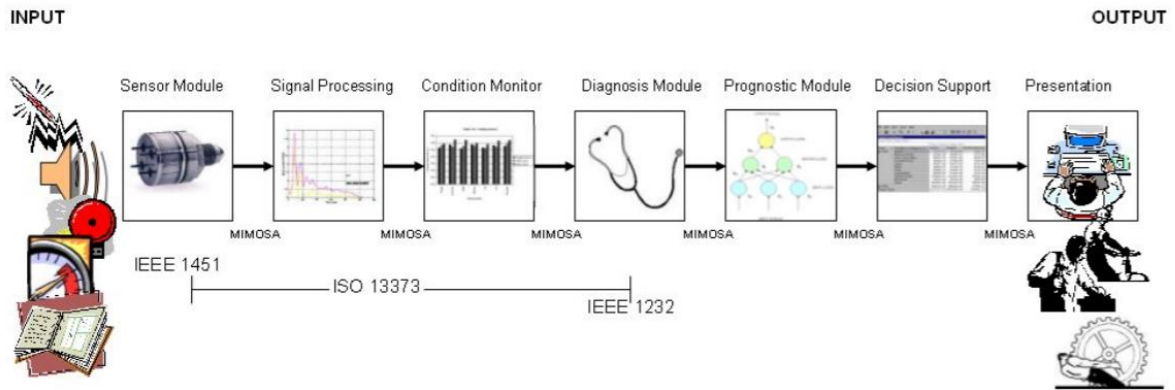 INPUT
OUTPUT
Sensor Module
Signal Processing
Condition Monitor
Diagnosis Module
Prognostic Module
Decision Support
Presentation
MIMOSA
MIMOSA
MIMOSA
MIMOSA
MIMOSA
MIMOSA
IEEE 1451
ISO 13373
IEEE 1232